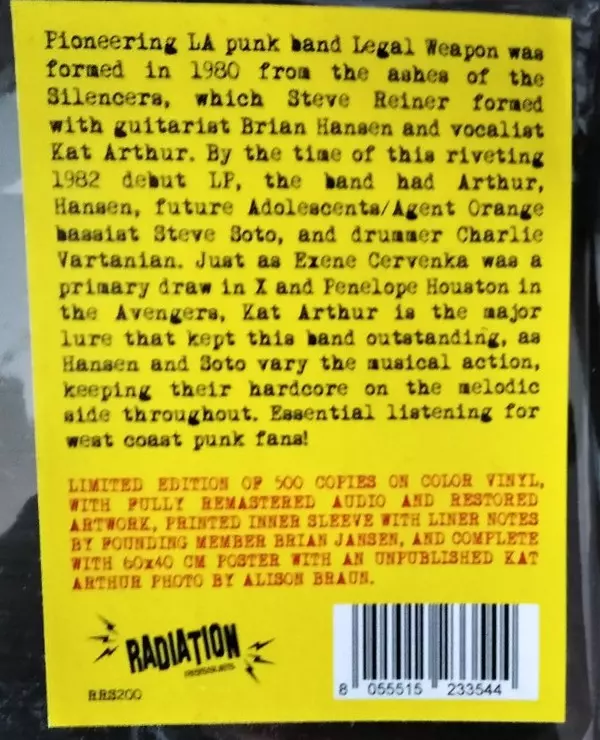 Pioneering LA punk band Legal Weapon was
formed in 1980 from the ashes of the
Silencers, which Steve Reiner formed
with guitarist Brian Hansen and vocalist
Kat Arthur. By the time of this riveting
1982 debut LP, the band had Arthur,
Hansen, future Adolescents/Agent Orange
bassist Steve Soto, and drummer Charlie
Vartanian. Just as Exene Cervenka was a
primary draw in X and Penelope Houston in
the Avengers, Kat Arthur is the major
lure that kept this band outstanding, as
Hansen and Soto vary the musical action,
keeping their hardcore on the melodic
side throughout. Essential listening for
west coast punk fans!
LIMITED EDITION OF 500 COPIES ON COLOR VINYL,
WITH FULLY REMASTERED AUDIO AND RESTORED
ARTWORK, PRINTED INNER SLEEVE WITH LINER NOTES
BY FOUNDING MEMBER BRIAN JANSEN, AND COMPLETE
WITH 60x40 CM POSTER WITH AN UNPUBLISHED KAT
ARTHUR PHOTO BY ALISON BRAUN.
RADIATION
REISSUES
RRS200
8 055515 233544